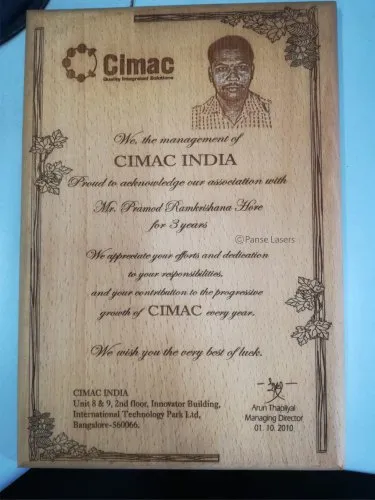 Cimac
Quality Integrated Solutions
We, the management of
CIMAC INDIA
Proud to acknowledge our association with
Mr. Pramod Ramkrishana Hore
for 3 years
©Panse Lasers
We appreciate your efforts and dedication
to your responsibilities,
and your contribution to the progressive
growth of CIMAC every year.
We wish you the very best of luck.
CIMAC INDIA
Unit 8 & 9, 2nd floor, Innovator Building,
International Technology Park Ltd,
Bangalore-560066.
Arun Thapliyal
Managing Director
01. 10. 2010